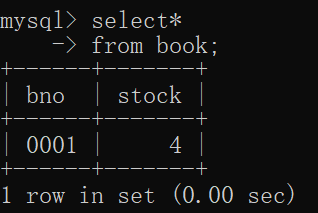 mysql> select*
    -> from book;
+------+-------+
| bno  | stock |
+------+-------+
| 0001 |     4 |
+------+-------+
1 row in set (0.00 sec)